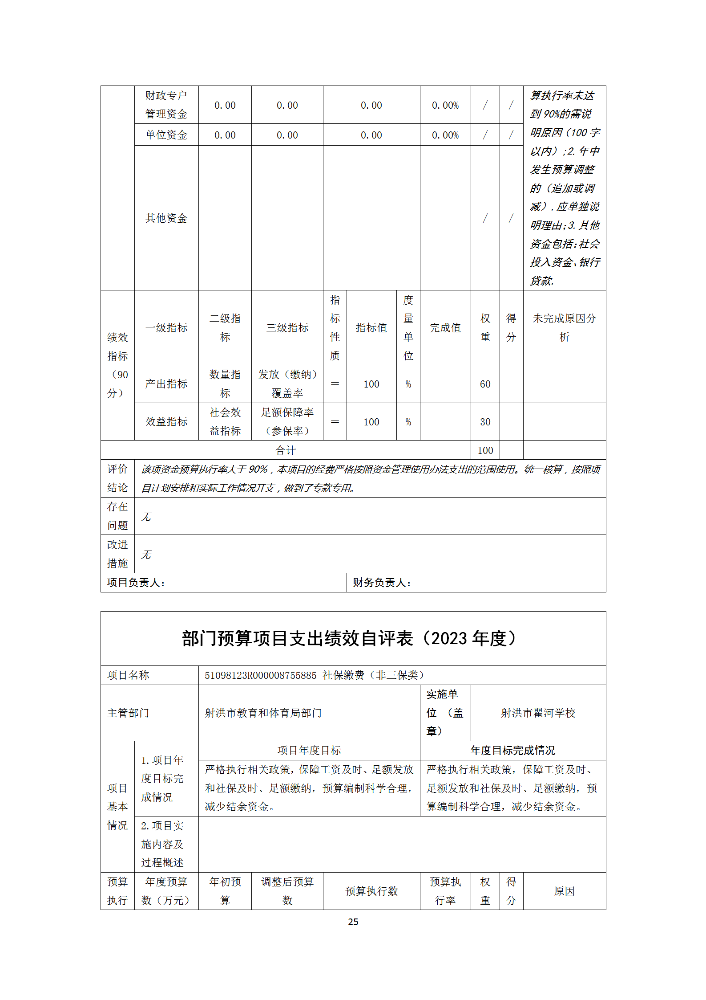 财政专户
管理资金
0.00
0.00
0.00
0.00%
/
/
算执行率未达
到90%的需说
明原因（100字
以内）;2.年中
发生预算调整
的（追加或调
减）,应单独说
明理由;3.其他
资金包括:社会
投入资金、银行
贷款.
单位资金
0.00
0.00
0.00
0.00%
/
/
其他资金
/
/
绩效
指标
（90
分）
一级指标
二级指
标
三级指标
指
标
性
质
指标值
度
量
单
位
完成值
权
重
得
分
未完成原因分
析
产出指标
数量指
标
发放（缴纳）
覆盖率
＝
100
%
60
效益指标
社会效
益指标
足额保障率
（参保率）
＝
100
%
30
合计
100
评价
结论
该项资金预算执行率大于90%，本项目的经费严格按照资金管理使用办法支出的范围使用。统一核算，按照项
目计划安排和实际工作情况开支，做到了专款专用。
存在
问题
无
改进
措施
无
项目负责人：
财务负责人：
部门预算项目支出绩效自评表（2023年度）
项目名称
51098123R000008755885-社保缴费（非三保类）
主管部门
射洪市教育和体育局部门
实施单
位 （盖
章）
射洪市瞿河学校
项目
基本
情况
1.项目年
度目标完
成情况
项目年度目标
年度目标完成情况
严格执行相关政策，保障工资及时、足额发放
和社保及时、足额缴纳，预算编制科学合理，
减少结余资金。
严格执行相关政策，保障工资及时、
足额发放和社保及时、足额缴纳，预
算编制科学合理，减少结余资金。
2.项目实
施内容及
过程概述
预算
执行
年度预算
数（万元）
年初预
算
调整后预算
数
预算执行数
预算执
行率
权
重
得
分
原因
25